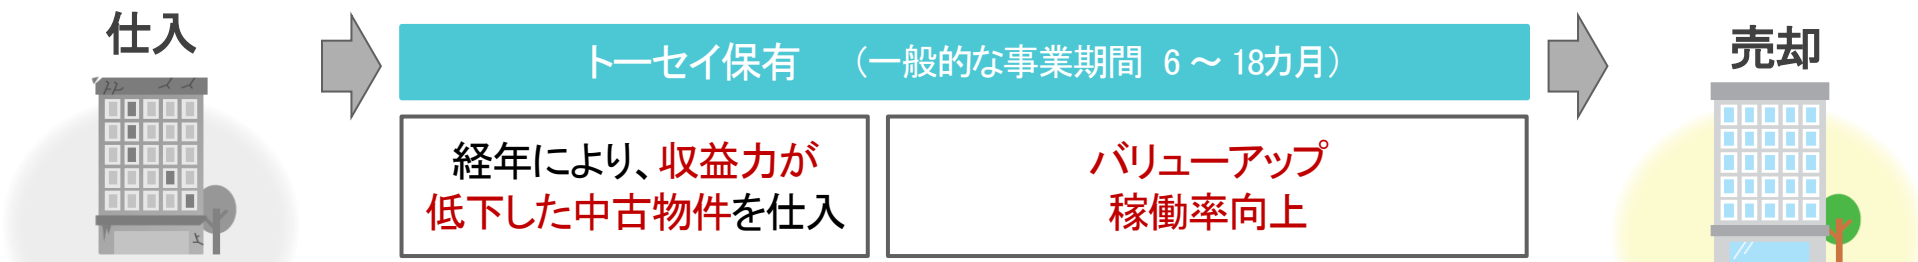 仕入
トーセイ保有　（一般的な事業期間 6 ～ 18カ月）
売却
経年により、収益力が
低下した中古物件を仕入
バリューアップ
稼働率向上